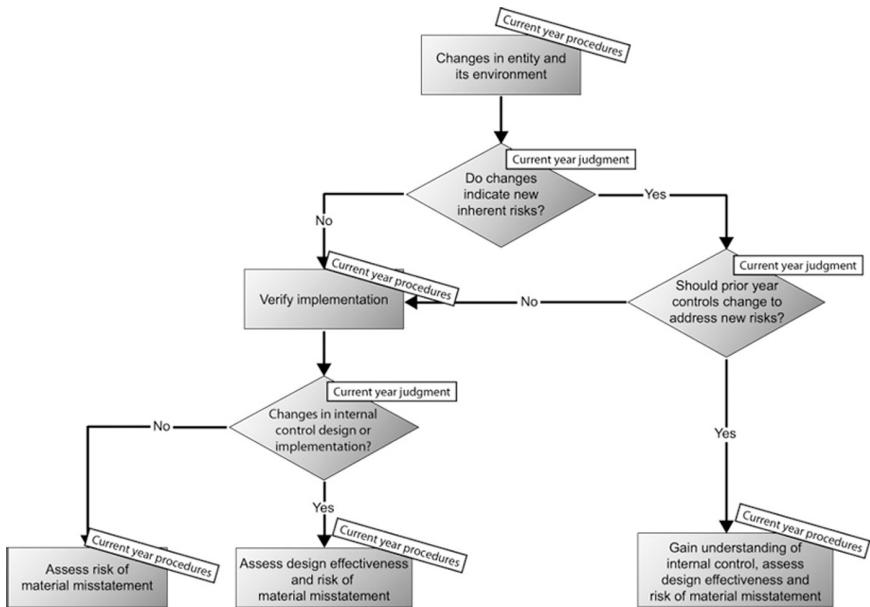 Current year procedures
Changes in entity and
its environment
Current year judgment
Do changes
indicate new
inherent risks?
No
Yes
Current year procedures
Verify implementation
No
Current year judgment
Should prior year
controls change to
address new risks?
Current year judgment
Changes in internal
control design or
implementation?
No
Yes
Yes
Current year procedures
Assess risk of
material misstatement
Current year procedures
Assess design effectiveness
and risk of
material misstatement
Current year procedures
Gain understanding of
internal control, assess
design effectiveness and
risk of material misstatement